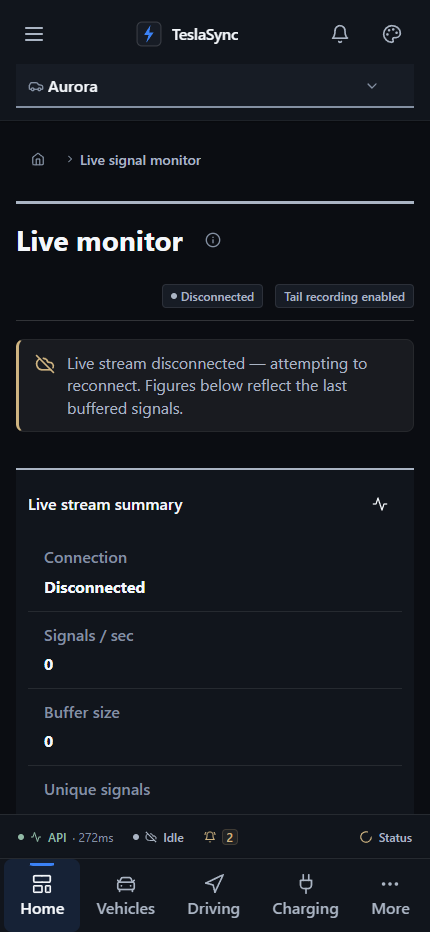 TeslaSync
Aurora
Live signal monitor
Live monitor
Disconnected
Tail recording enabled
Live stream disconnected — attempting to
reconnect. Figures below reflect the last
buffered signals.
Live stream summary
Connection
Disconnected
Signals / sec
0
Buffer size
0
Unique signals
API · 272ms
Idle
2
Status
Home
Vehicles
Driving
Charging
More